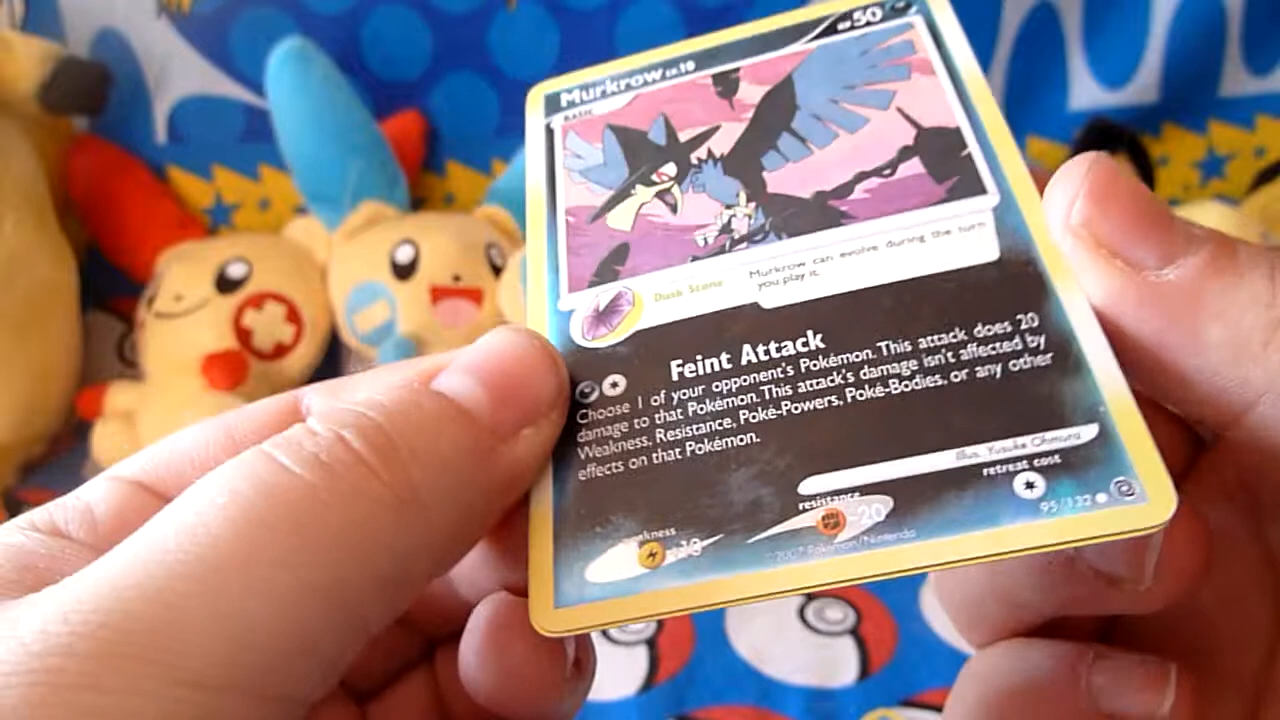 Murkrow LV.10 LV.50
BASIC
Dusk Stone Murkrow can evolve during the turn
you play it.
Feint Attack
Choose 1 of your opponent's Pokémon. This attack does 20
damage to that Pokémon. This attack's damage isn't affected by
Weakness, Resistance, Poké-Powers, Poké-Bodies, or any other
effects on that Pokémon.
Illus. Yusuke Ohmura
resistance retreat cost
-20
95/132
©2007 Pokémon/Nintendo